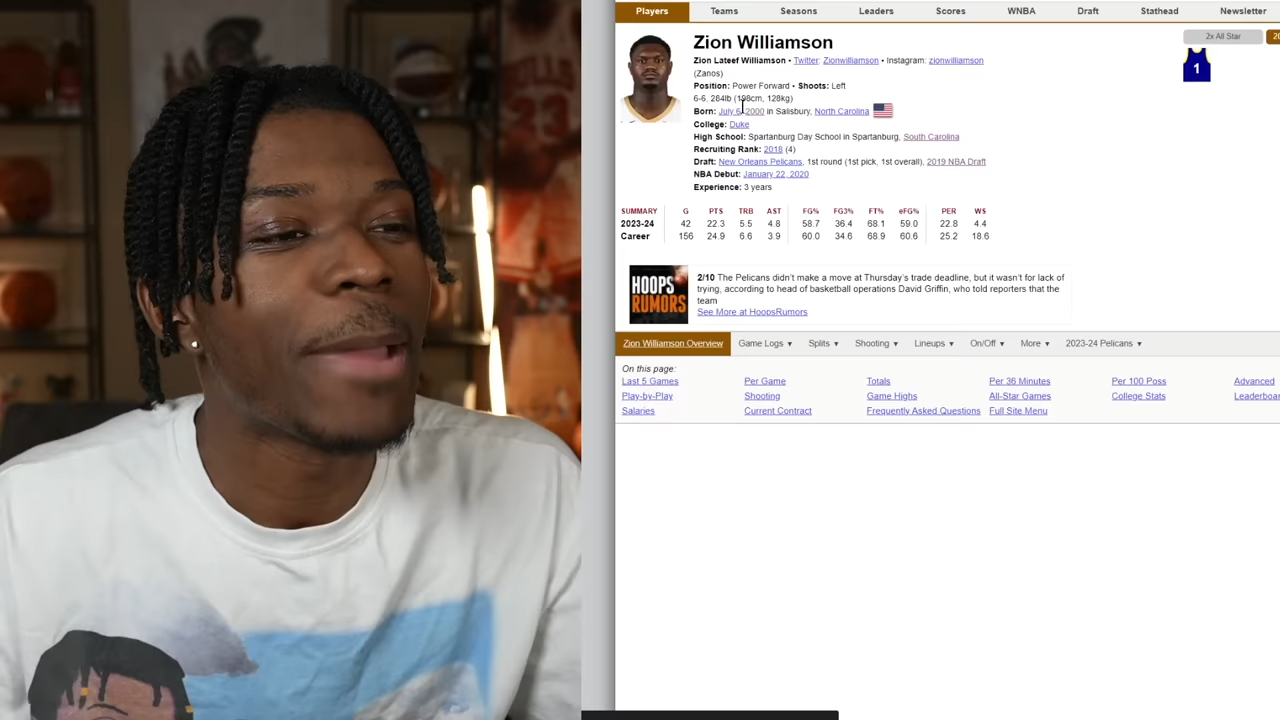 Players Teams Seasons Leaders Scores WNBA Draft Stathead Newsletter
Zion Williamson
2x All Star
20
1
Zion Lateef Williamson • Twitter: Zionwilliamson • Instagram: zionwilliamson
(Zanos)
Position: Power Forward • Shoots: Left
6-6, 284lb (198cm, 128kg)
Born: July 6, 2000 in Salisbury, North Carolina
College: Duke
High School: Spartanburg Day School in Spartanburg, South Carolina
Recruiting Rank: 2018 (4)
Draft: New Orleans Pelicans, 1st round (1st pick, 1st overall), 2019 NBA Draft
NBA Debut: January 22, 2020
Experience: 3 years
SUMMARY G PTS TRB AST FG% FG3% FT% eFG% PER WS
2023-24 42 22.3 5.5 4.8 58.7 36.4 68.1 59.0 22.8 4.4
Career 156 24.9 6.6 3.9 60.0 34.6 68.9 60.6 25.2 18.6
HOOPS
RUMORS
2/10 The Pelicans didn't make a move at Thursday's trade deadline, but it wasn't for lack of
trying, according to head of basketball operations David Griffin, who told reporters that the
team
See More at HoopsRumors
Zion Williamson Overview Game Logs ▼ Splits ▼ Shooting ▼ Lineups ▼ On/Off ▼ More ▼ 2023-24 Pelicans ▼
On this page:
Last 5 Games Per Game Totals Per 36 Minutes Per 100 Poss Advanced
Play-by-Play Shooting Game Highs All-Star Games College Stats Leaderboa
Salaries Current Contract Frequently Asked Questions Full Site Menu